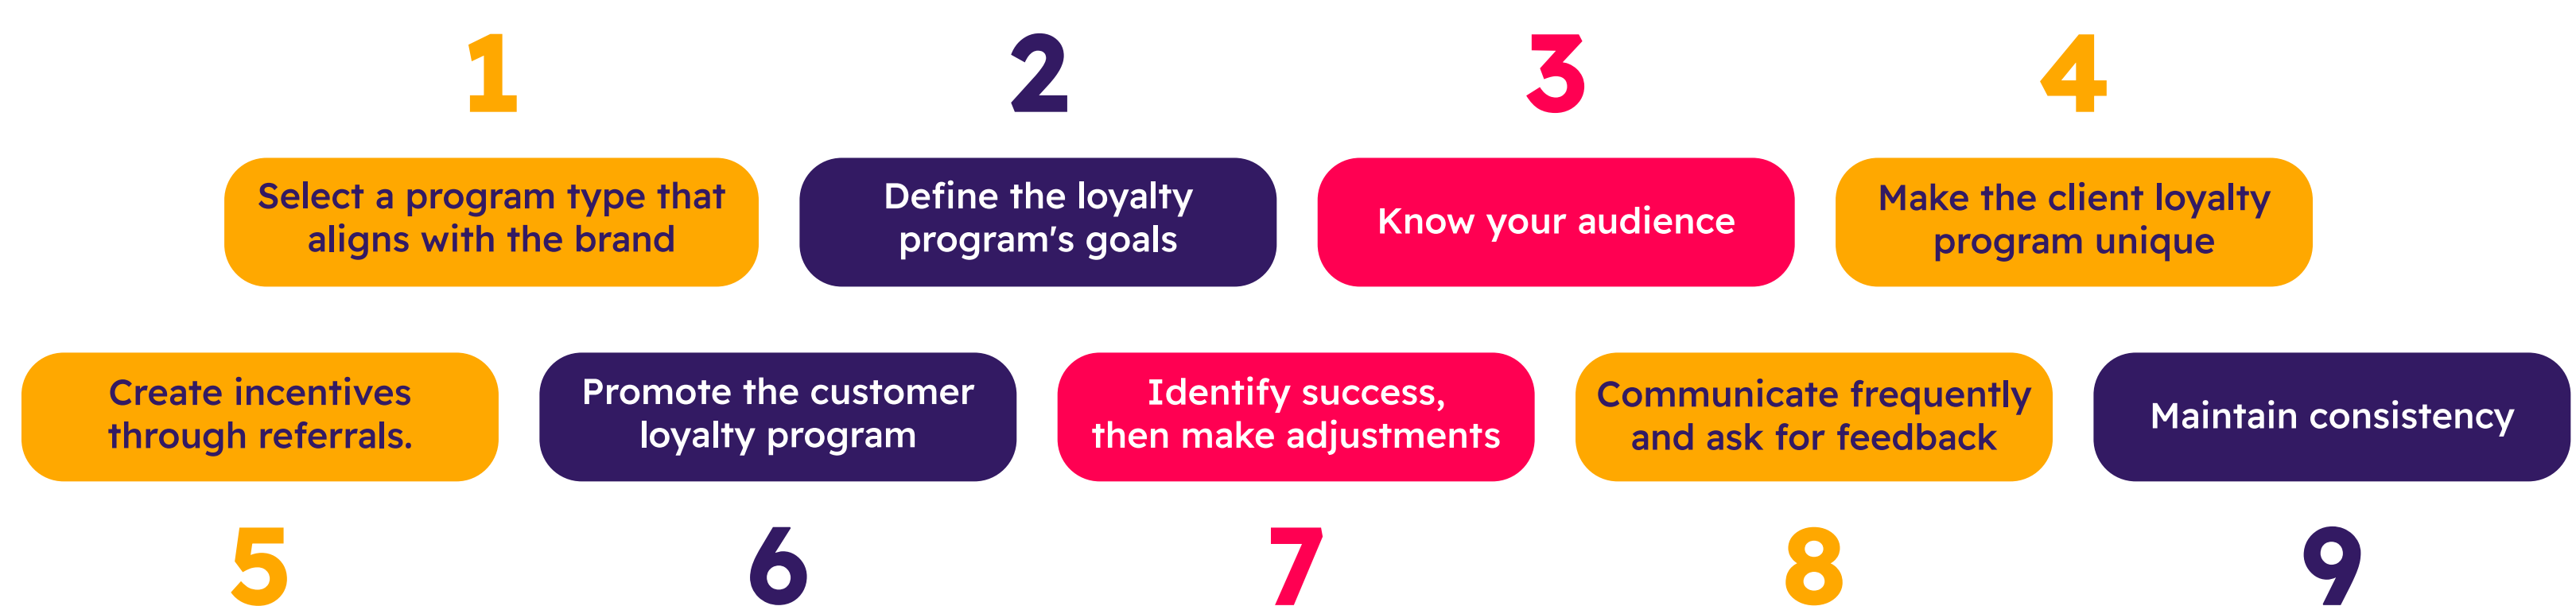 1
2
3
4
Select a program type that
aligns with the brand
Define the loyalty
program's goals
Know your audience
Make the client loyalty
program unique
Create incentives
through referrals.
Promote the customer
loyalty program
Identify success,
then make adjustments
Communicate frequently
and ask for feedback
Maintain consistency
5
6
7
8
9